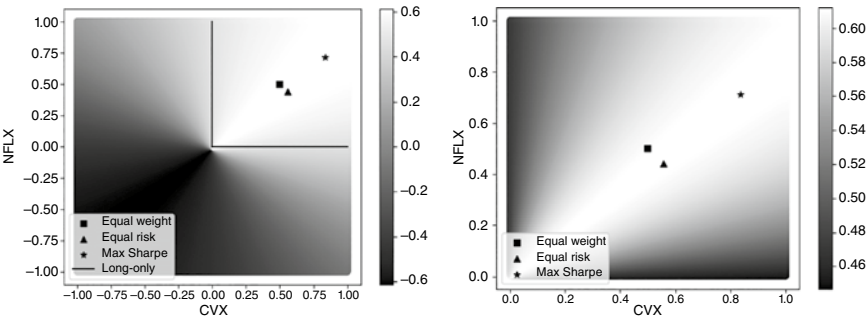 1.00
0.75
0.50
0.25
0.00
−0.25
−0.50
−0.75
−1.00
NFLX
Equal weight
Equal risk
Max Sharpe
Long-only
−1.00 −0.75 −0.50 −0.25 0.00 0.25 0.50 0.75 1.00
CVX
0.6
0.4
0.2
0.0
−0.2
−0.4
−0.6
1.0
0.8
0.6
0.4
0.2
0.0
NFLX
Equal weight
Equal risk
Max Sharpe
0.0 0.2 0.4 0.6 0.8 1.0
CVX
0.60
0.58
0.56
0.54
0.52
0.50
0.48
0.46